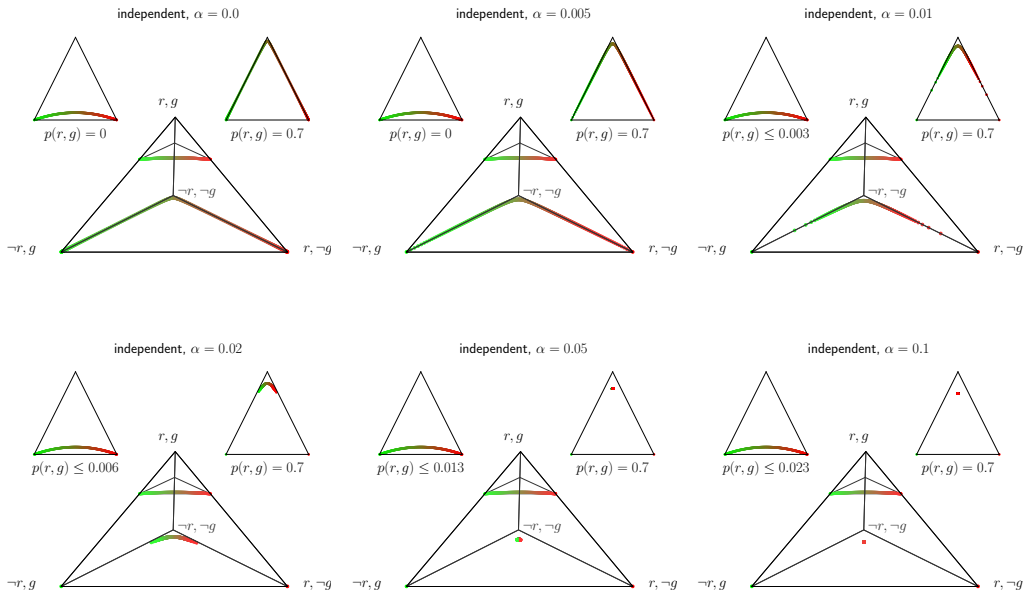 independent, α = 0.0
p(r, g) = 0
p(r, g) = 0.7
r, g
¬r, ¬g
¬r, g
r, ¬g
independent, α = 0.005
p(r, g) = 0
p(r, g) = 0.7
r, g
¬r, ¬g
¬r, g
r, ¬g
independent, α = 0.01
p(r, g) ≤ 0.003
p(r, g) = 0.7
r, g
¬r, ¬g
¬r, g
r, ¬g
independent, α = 0.02
p(r, g) ≤ 0.006
p(r, g) = 0.7
r, g
¬r, ¬g
¬r, g
r, ¬g
independent, α = 0.05
p(r, g) ≤ 0.013
p(r, g) = 0.7
r, g
¬r, ¬g
¬r, g
r, ¬g
independent, α = 0.1
p(r, g) ≤ 0.023
p(r, g) = 0.7
r, g
¬r, ¬g
¬r, g
r, ¬g